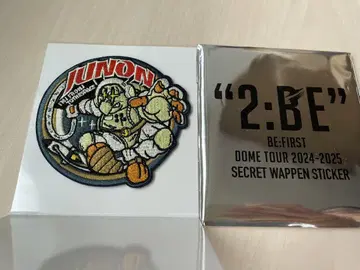 JUNON
“2:BE”
BE:FIRST
DOME TOUR 2024-2025
SECRET WAPPEN STICKER